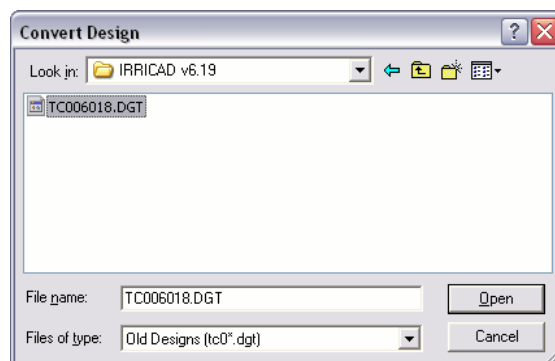 Convert Design
Look in: IRRICAD v6.19
TC006018.DGT
File name: TC006018.DGT Open
Files of type: Old Designs (tc0*.dgt) Cancel